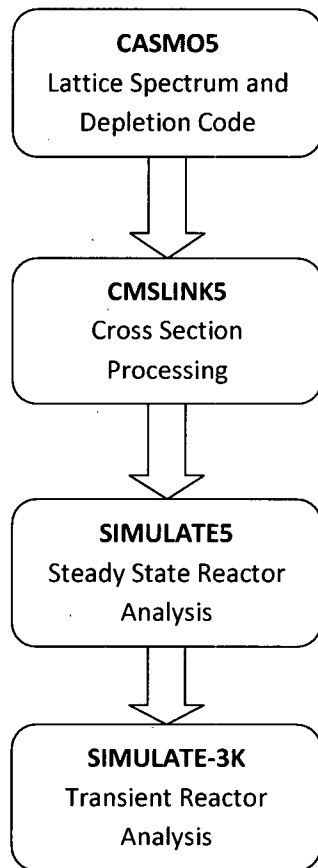 CASMO5
Lattice Spectrum and
Depletion Code
CMSLINK5
Cross Section
Processing
SIMULATE5
Steady State Reactor
Analysis
SIMULATE-3K
Transient Reactor
Analysis